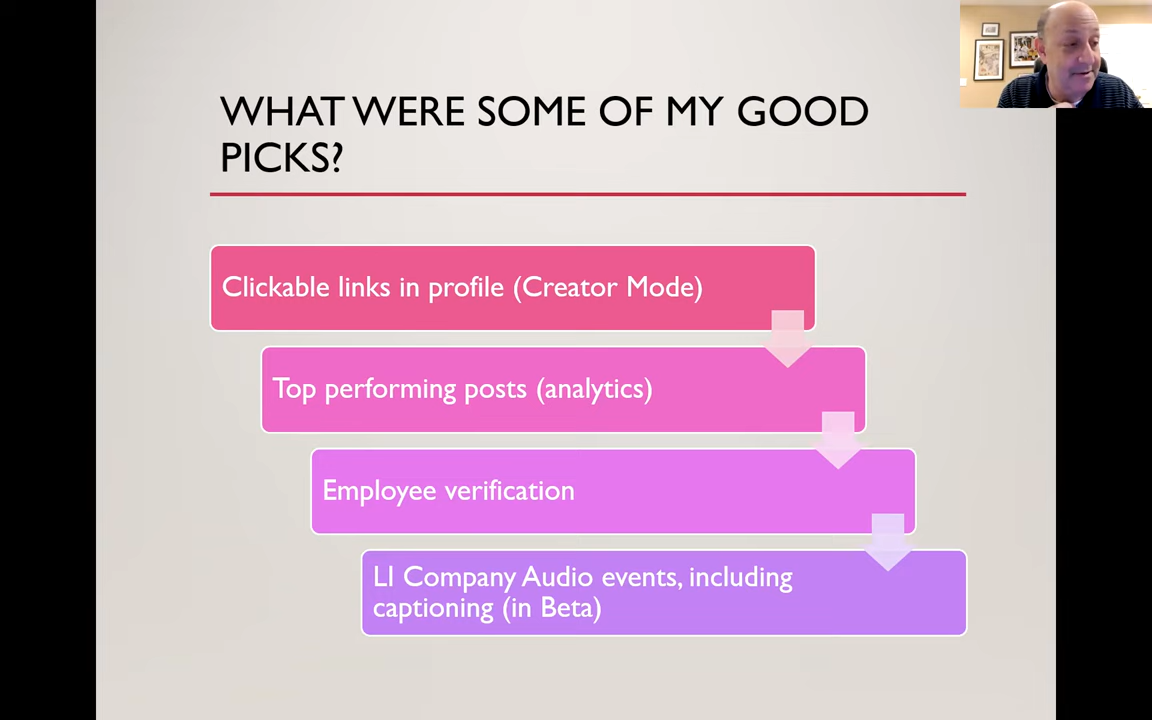 WHAT WERE SOME OF MY GOOD
PICKS?
Clickable links in profile (Creator Mode)
Top performing posts (analytics)
Employee verification
LI Company Audio events, including
captioning (in Beta)